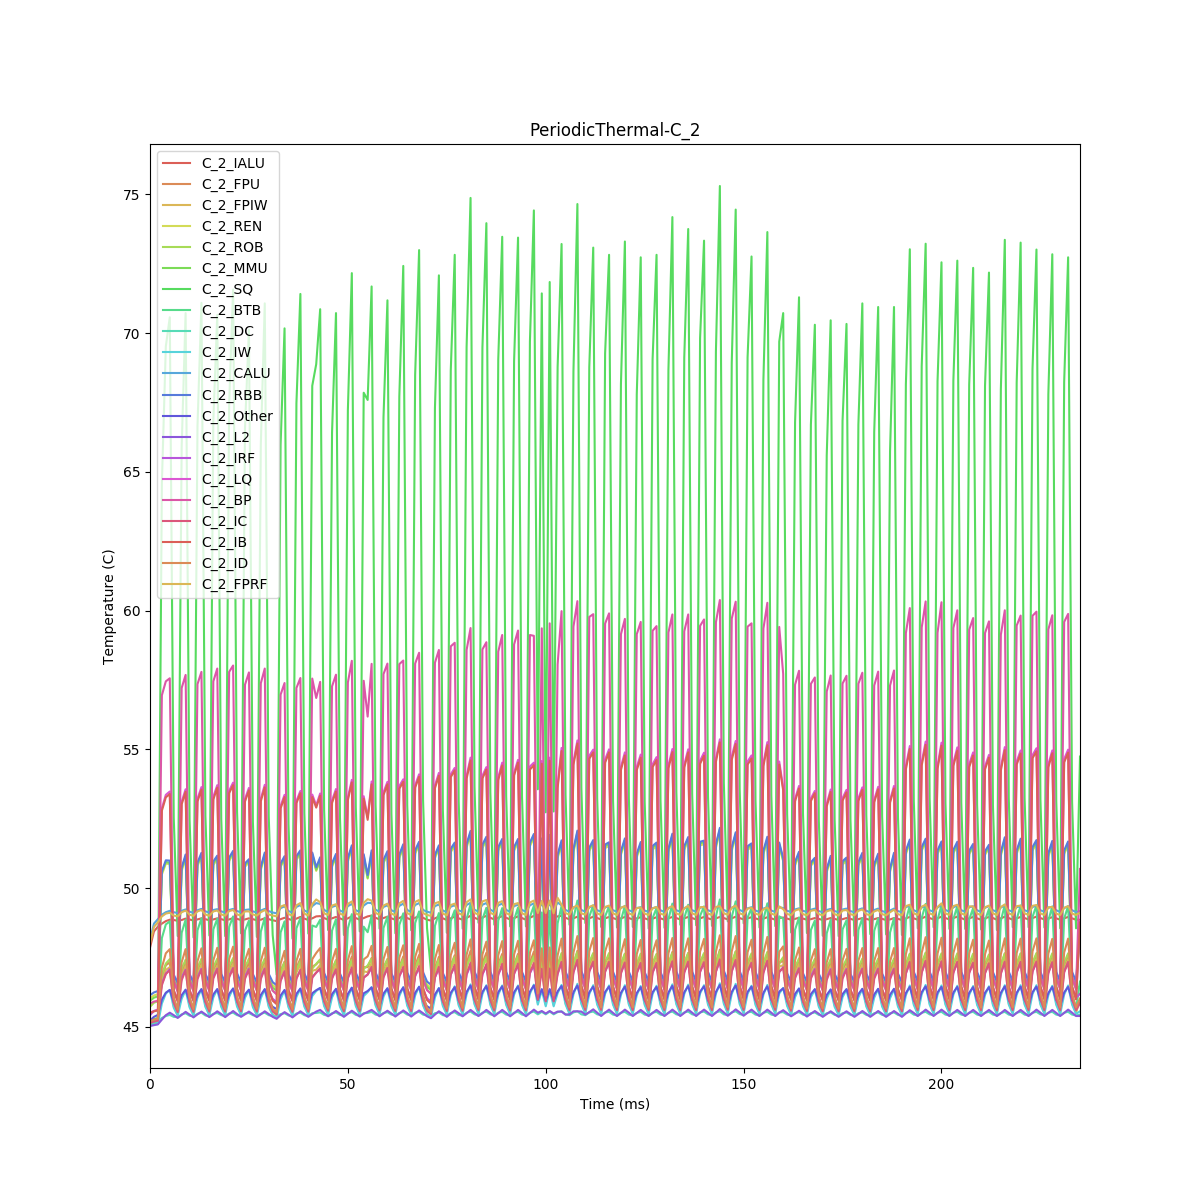 PeriodicThermal-C_2
C_2_IALU
C_2_FPU
C_2_FPIW
C_2_REN
C_2_ROB
C_2_MMU
C_2_SQ
C_2_BTB
C_2_DC
C_2_IW
C_2_CALU
C_2_RBB
C_2_Other
C_2_L2
C_2_IRF
C_2_LQ
C_2_BP
C_2_IC
C_2_IB
C_2_ID
C_2_FPRF
75
70
65
60
55
50
45
Temperature (C)
0 50 100 150 200
Time (ms)